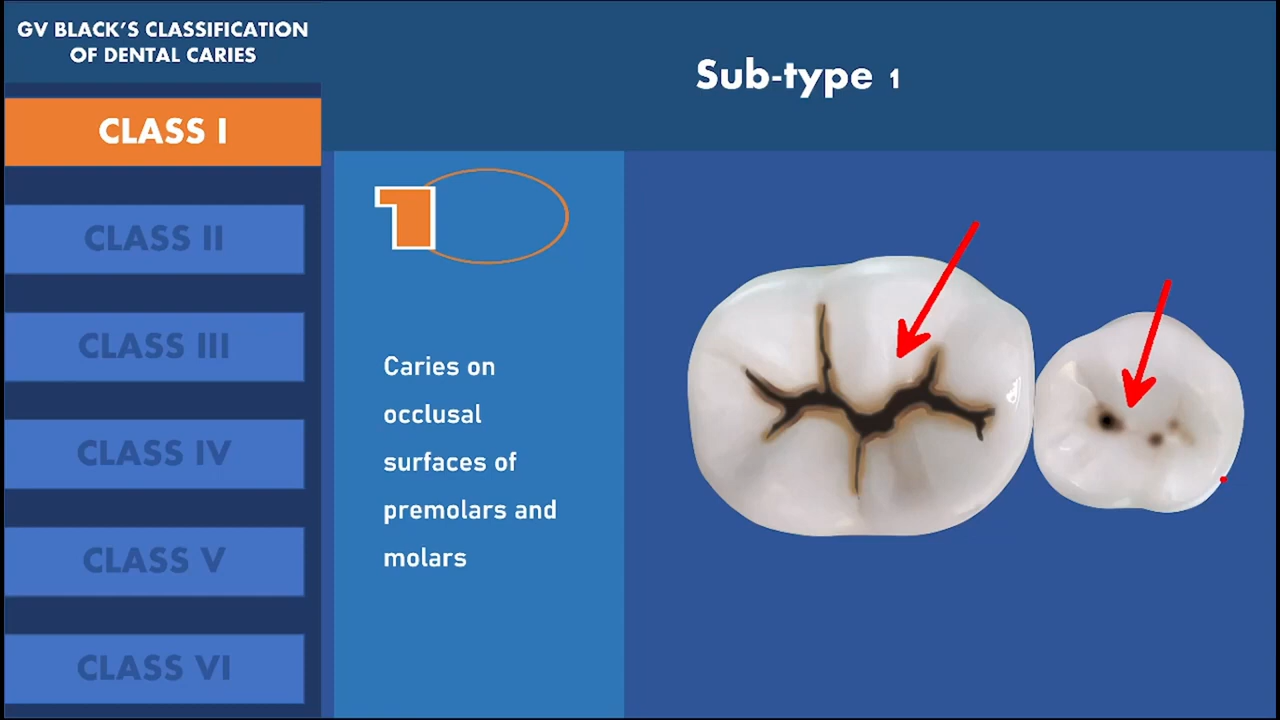 GV BLACK'S CLASSIFICATION
OF DENTAL CARIES
CLASS I
CLASS II
CLASS III
CLASS IV
CLASS V
CLASS VI
Sub-type 1
1
Caries on
occlusal
surfaces of
premolars and
molars